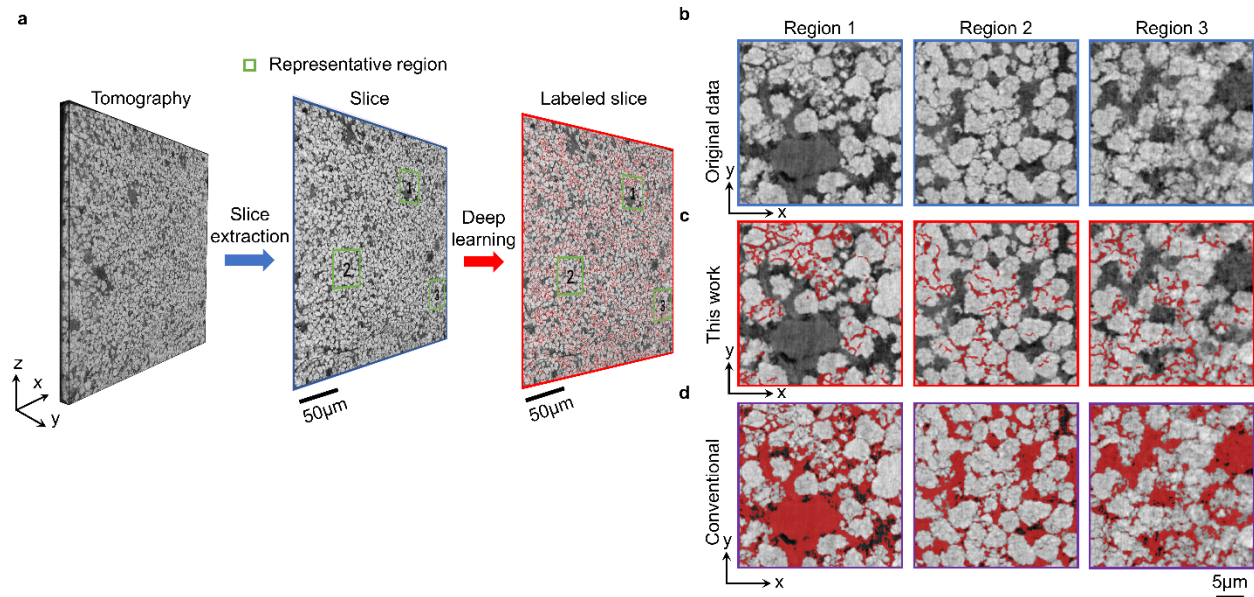 a
Representative region
Tomography
Slice
Labeled slice
Slice
extraction
Deep
learning
1
2
3
1
2
3
z
x
y
50μm
50μm
b
Region 1
Region 2
Region 3
Original data
y
x
c
This work
y
x
d
Conventional
y
x
5μm